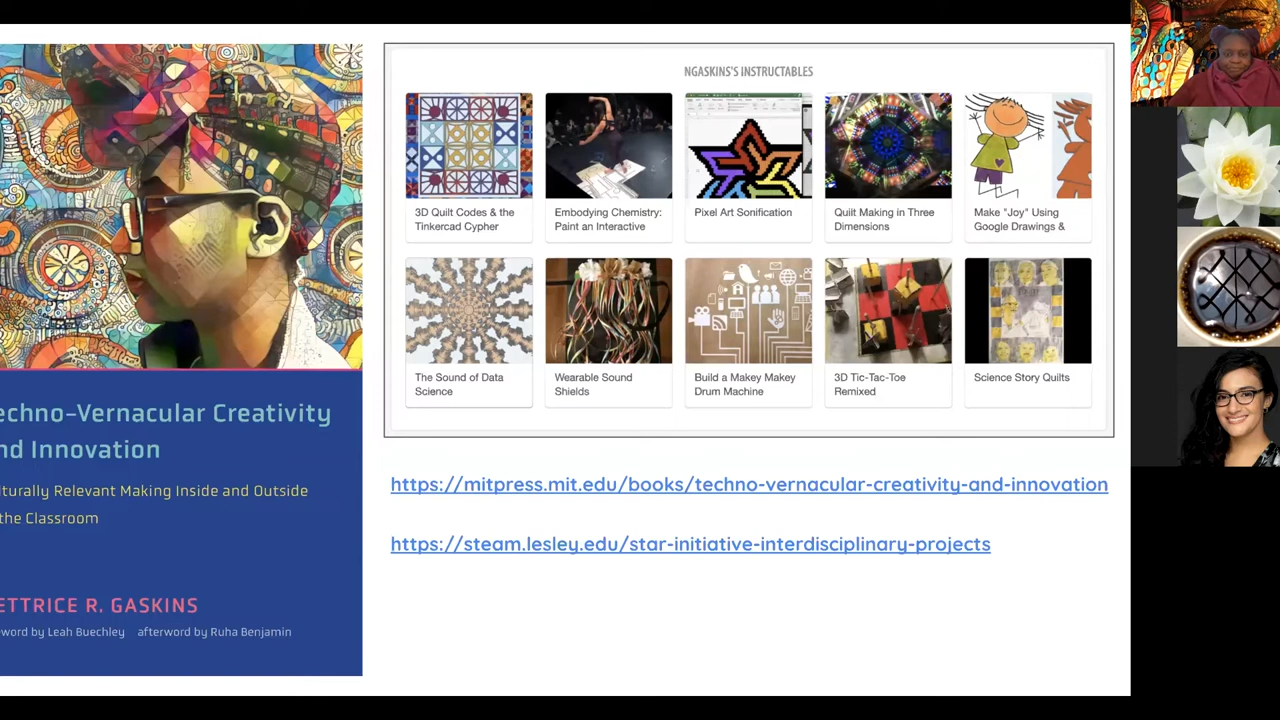 echno-Vernacular Creativity
nd Innovation
lturally Relevant Making Inside and Outside
the Classroom
ETTRICE R. GASKINS
eword by Leah Buechley afterword by Ruha Benjamin
NGASKINS'S INSTRUCTABLES
3D Quilt Codes & the
Tinkercad Cypher
Embodying Chemistry:
Paint an Interactive
Pixel Art Sonification
Quilt Making in Three
Dimensions
Make "Joy" Using
Google Drawings &
The Sound of Data
Science
Wearable Sound
Shields
Build a Makey Makey
Drum Machine
3D Tic-Tac-Toe
Remixed
Science Story Quilts
https://mitpress.mit.edu/books/techno-vernacular-creativity-and-innovation
https://steam.lesley.edu/star-initiative-interdisciplinary-projects